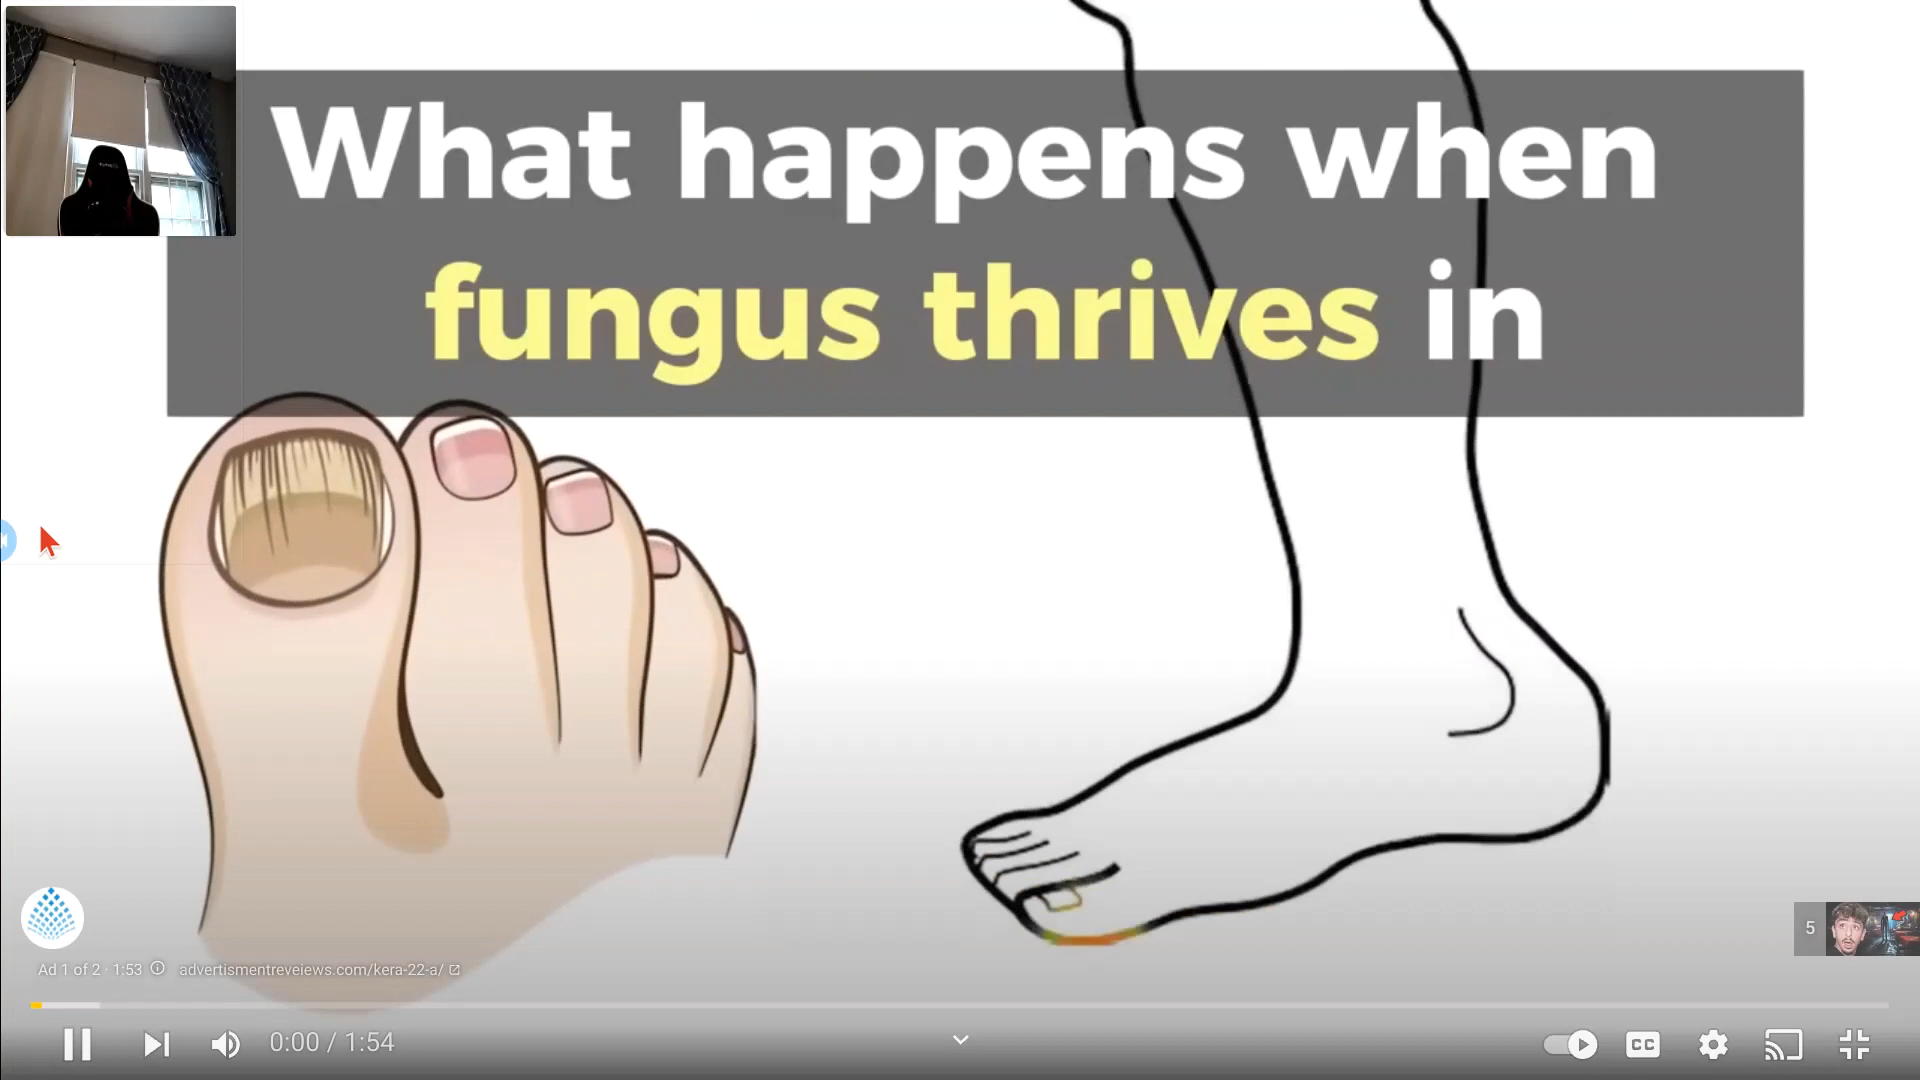 What happens when
fungus thrives in
5
Ad 1 of 2 · 1:53
advertismentreveiews.com/kera-22-a/
0:00 / 1:54
CC